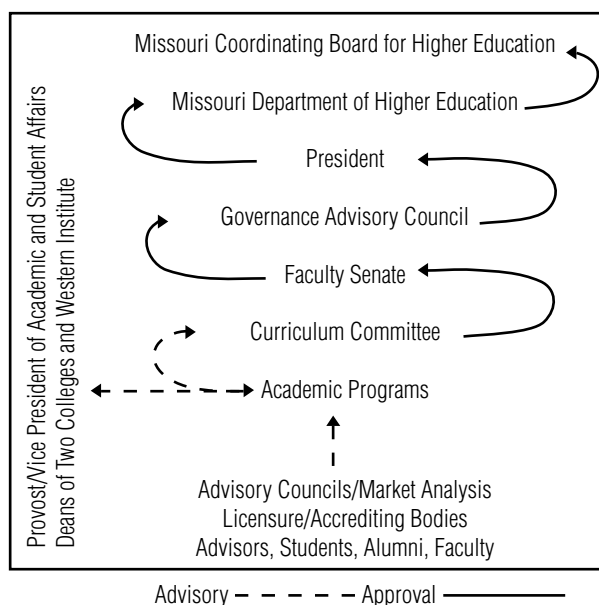 Missouri Coordinating Board for Higher Education
Missouri Department of Higher Education
President
Governance Advisory Council
Faculty Senate
Curriculum Committee
Academic Programs
Advisory Councils/Market Analysis
Licensure/Accrediting Bodies
Advisors, Students, Alumni, Faculty
Provost/Vice President of Academic and Student Affairs
Deans of Two Colleges and Western Institute
Advisory Approval